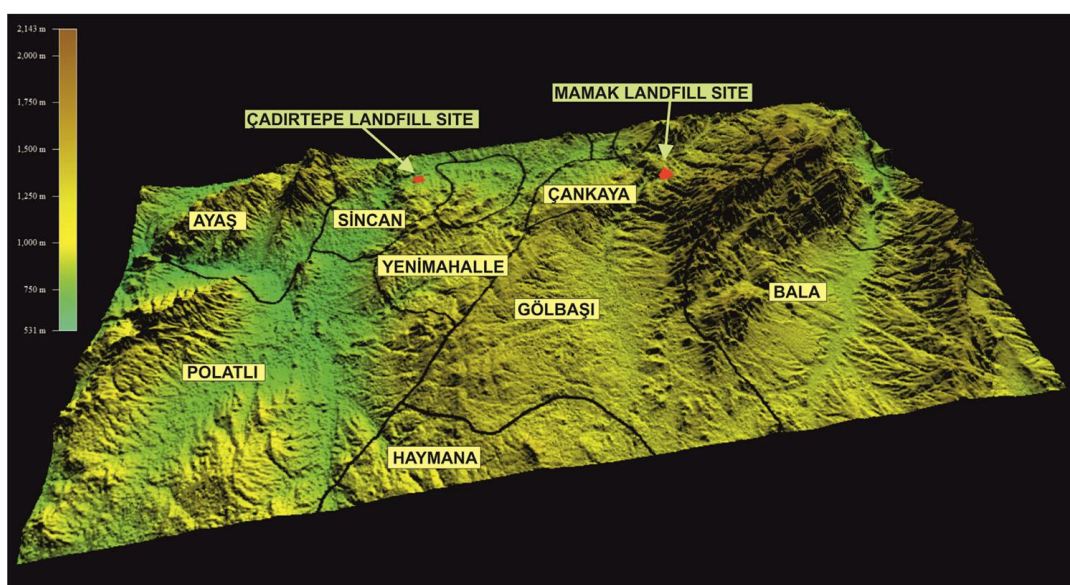 2,143 m
2,000 m
1,750 m
1,500 m
1,250 m
1,000 m
750 m
531 m
MAMAK LANDFILL SITE
ÇADIRTEPE LANDFILL SITE
ÇANKAYA
AYAŞ
SİNCAN
YENİMAHALLE
BALA
GÖLBAŞI
POLATLI
HAYMANA